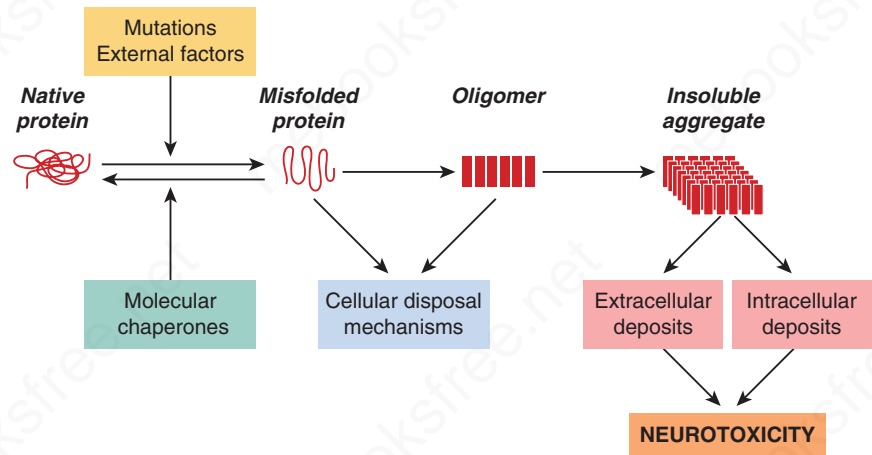 Mutations
External factors
Native
protein
Misfolded
protein
Oligomer
Insoluble
aggregate
Molecular
chaperones
Cellular disposal
mechanisms
Extracellular
deposits
Intracellular
deposits
NEUROTOXICITY